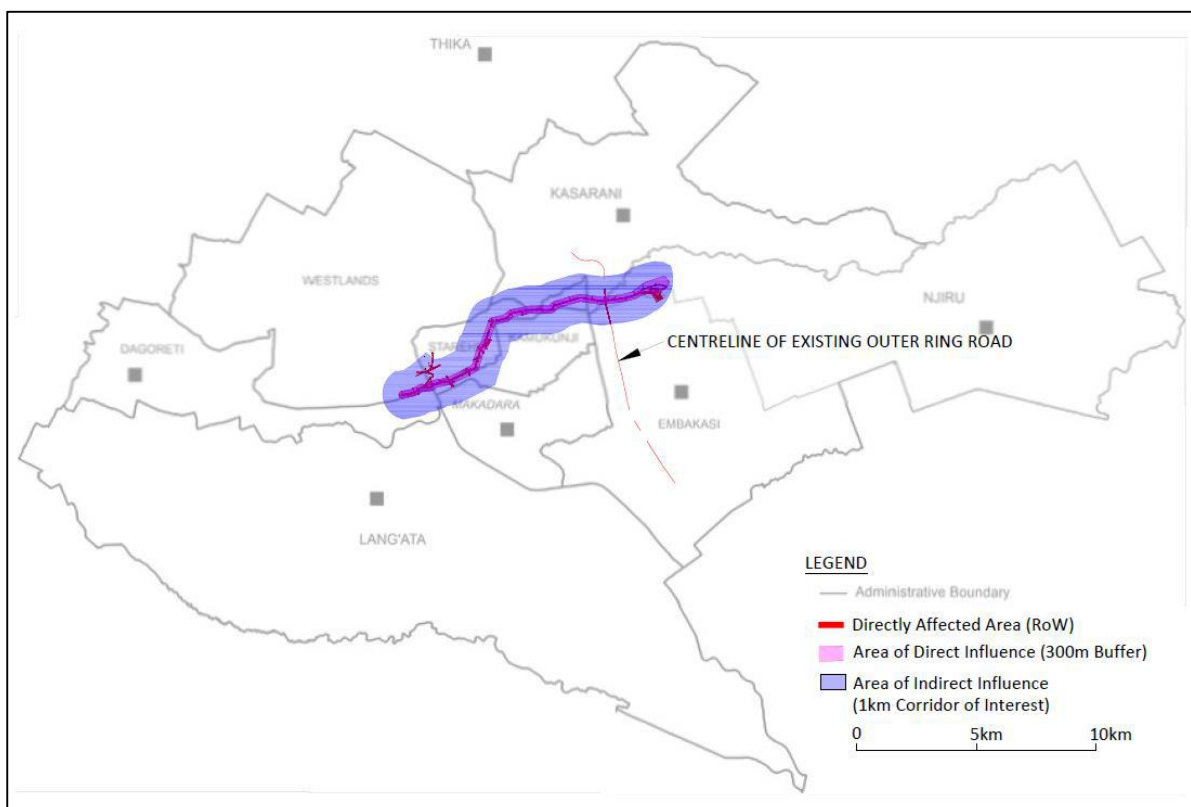 THIKA
KASARANI
WESTLANDS
NJIRU
CENTRELINE OF EXISTING OUTER RING ROAD
STAREHE
KAMUKUNJI
DAGORETI
MAKADARA
EMBAKASI
LANG'ATA
LEGEND
Administrative Boundary
Directly Affected Area (RoW)
Area of Direct Influence (300m Buffer)
Area of Indirect Influence
(1km Corridor of Interest)
0 5km 10km